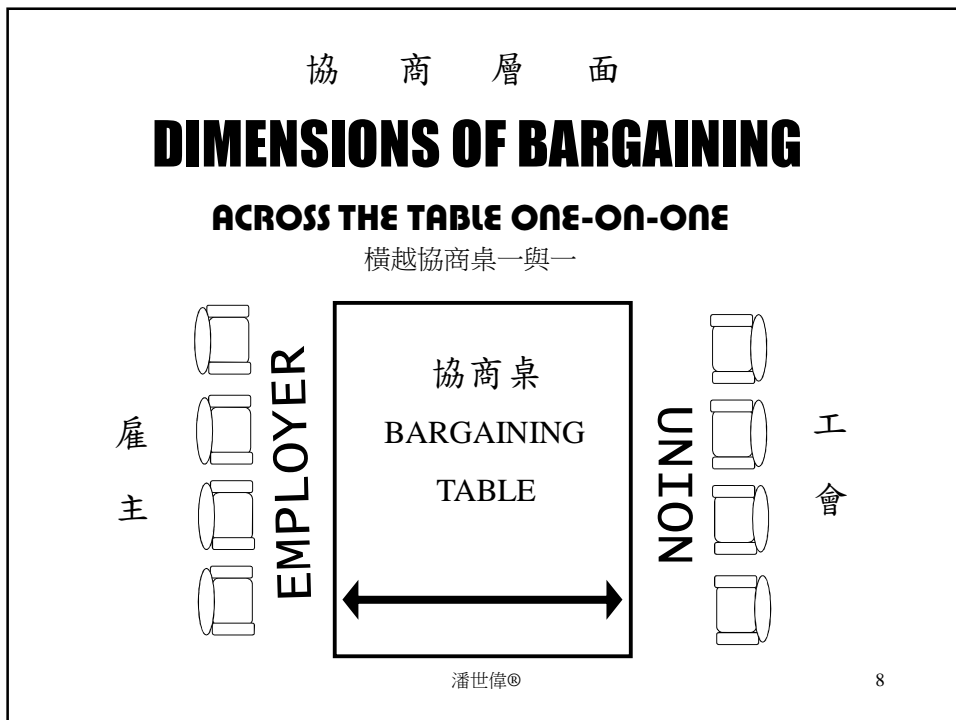 協商層面
DIMENSIONS OF BARGAINING
ACROSS THE TABLE ONE-ON-ONE
橫越協商桌一與一
雇主
EMPLOYER
協商桌
BARGAINING
TABLE
UNION
工會
潘世偉®
8